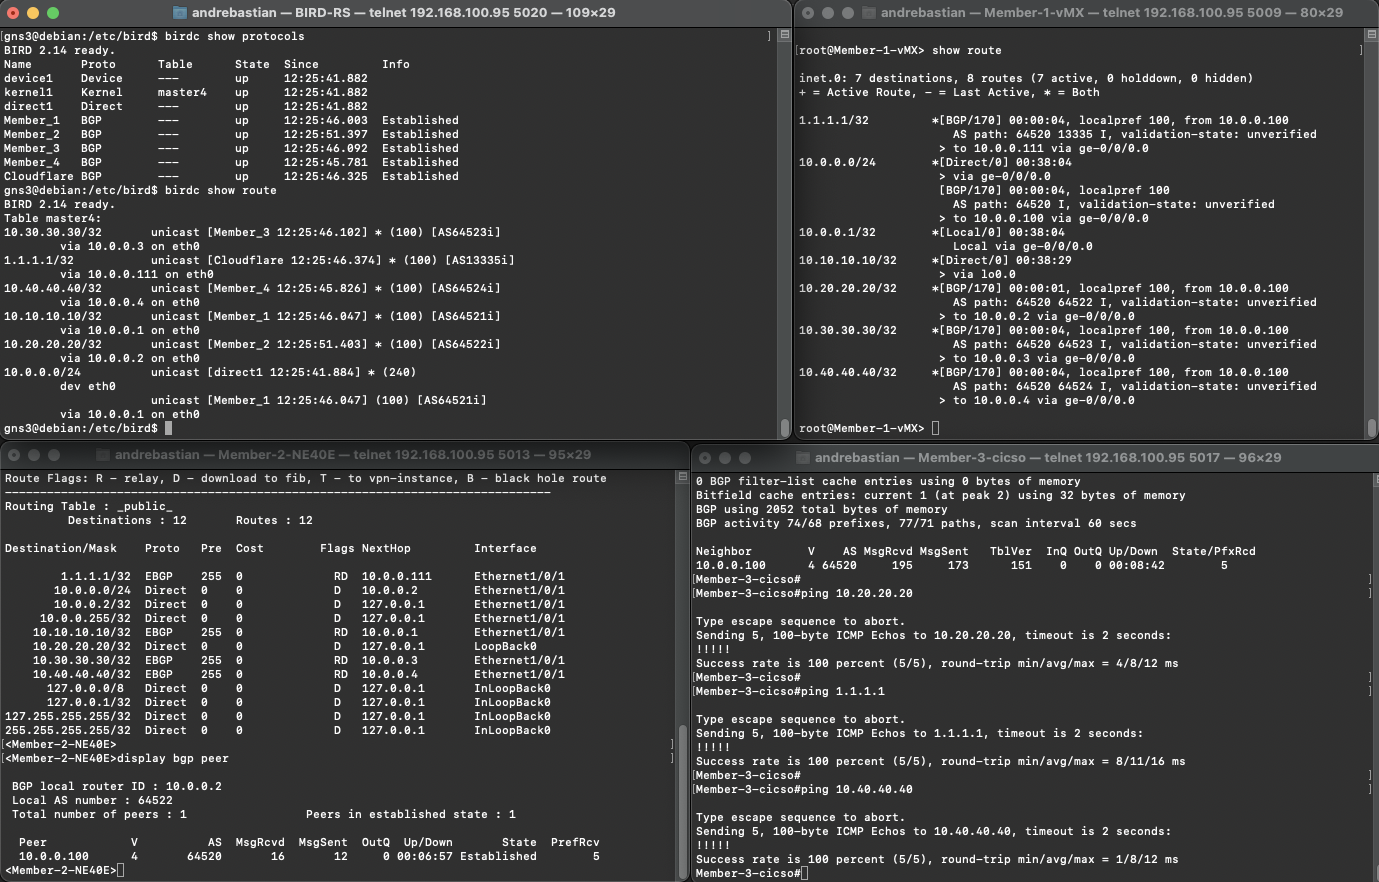 andrebastian — BIRD-RS — telnet 192.168.100.95 5020 — 109×29
[gns3@debian:/etc/bird$ birdc show protocols ]
BIRD 2.14 ready.
Name Proto Table State Since Info
device1 Device --- up 12:25:41.882
kernel1 Kernel master4 up 12:25:41.882
direct1 Direct --- up 12:25:41.882
Member_1 BGP --- up 12:25:46.003 Established
Member_2 BGP --- up 12:25:51.397 Established
Member_3 BGP --- up 12:25:46.092 Established
Member_4 BGP --- up 12:25:45.781 Established
Cloudflare BGP --- up 12:25:46.325 Established
gns3@debian:/etc/bird$ birdc show route
BIRD 2.14 ready.
Table master4:
10.30.30.30/32 unicast [Member_3 12:25:46.102] * (100) [AS64523i]
via 10.0.0.3 on eth0
1.1.1.1/32 unicast [Cloudflare 12:25:46.374] * (100) [AS13335i]
via 10.0.0.111 on eth0
10.40.40.40/32 unicast [Member_4 12:25:45.826] * (100) [AS64524i]
via 10.0.0.4 on eth0
10.10.10.10/32 unicast [Member_1 12:25:46.047] * (100) [AS64521i]
via 10.0.0.1 on eth0
10.20.20.20/32 unicast [Member_2 12:25:51.403] * (100) [AS64522i]
via 10.0.0.2 on eth0
10.0.0.0/24 unicast [direct1 12:25:41.884] * (240)
dev eth0
unicast [Member_1 12:25:46.047] (100) [AS64521i]
via 10.0.0.1 on eth0
gns3@debian:/etc/bird$
andrebastian — Member-1-vMX — telnet 192.168.100.95 5009 — 80×29
[root@Member-1-vMX> show route ]
inet.0: 7 destinations, 8 routes (7 active, 0 holddown, 0 hidden)
+ = Active Route, - = Last Active, * = Both
1.1.1.1/32 *[BGP/170] 00:00:04, localpref 100, from 10.0.0.100
AS path: 64520 13335 I, validation-state: unverified
> to 10.0.0.111 via ge-0/0/0.0
10.0.0.0/24 *[Direct/0] 00:38:04
> via ge-0/0/0.0
[BGP/170] 00:00:04, localpref 100
AS path: 64520 I, validation-state: unverified
> to 10.0.0.100 via ge-0/0/0.0
10.0.0.1/32 *[Local/0] 00:38:04
Local via ge-0/0/0.0
10.10.10.10/32 *[Direct/0] 00:38:29
> via lo0.0
10.20.20.20/32 *[BGP/170] 00:00:01, localpref 100, from 10.0.0.100
AS path: 64520 64522 I, validation-state: unverified
> to 10.0.0.2 via ge-0/0/0.0
10.30.30.30/32 *[BGP/170] 00:00:04, localpref 100, from 10.0.0.100
AS path: 64520 64523 I, validation-state: unverified
> to 10.0.0.3 via ge-0/0/0.0
10.40.40.40/32 *[BGP/170] 00:00:04, localpref 100, from 10.0.0.100
AS path: 64520 64524 I, validation-state: unverified
> to 10.0.0.4 via ge-0/0/0.0
root@Member-1-vMX>
andrebastian — Member-2-NE40E — telnet 192.168.100.95 5013 — 95×29
Route Flags: R - relay, D - download to fib, T - to vpn-instance, B - black hole route
------------------------------------------------------------------------------
Routing Table : _public_
Destinations : 12 Routes : 12
Destination/Mask Proto Pre Cost Flags NextHop Interface
1.1.1.1/32 EBGP 255 0 RD 10.0.0.111 Ethernet1/0/1
10.0.0.0/24 Direct 0 0 D 10.0.0.2 Ethernet1/0/1
10.0.0.2/32 Direct 0 0 D 127.0.0.1 Ethernet1/0/1
10.0.0.255/32 Direct 0 0 D 127.0.0.1 Ethernet1/0/1
10.10.10.10/32 EBGP 255 0 RD 10.0.0.1 Ethernet1/0/1
10.20.20.20/32 Direct 0 0 D 127.0.0.1 LoopBack0
10.30.30.30/32 EBGP 255 0 RD 10.0.0.3 Ethernet1/0/1
10.40.40.40/32 EBGP 255 0 RD 10.0.0.4 Ethernet1/0/1
127.0.0.0/8 Direct 0 0 D 127.0.0.1 InLoopBack0
127.0.0.1/32 Direct 0 0 D 127.0.0.1 InLoopBack0
127.255.255.255/32 Direct 0 0 D 127.0.0.1 InLoopBack0
255.255.255.255/32 Direct 0 0 D 127.0.0.1 InLoopBack0
[<Member-2-NE40E> ]
[<Member-2-NE40E>display bgp peer ]
BGP local router ID : 10.0.0.2
Local AS number : 64522
Total number of peers : 1 Peers in established state : 1
Peer V AS MsgRcvd MsgSent OutQ Up/Down State PrefRcv
10.0.0.100 4 64520 16 12 0 00:06:57 Established 5
<Member-2-NE40E>
andrebastian — Member-3-cicso — telnet 192.168.100.95 5017 — 96×29
0 BGP filter-list cache entries using 0 bytes of memory
Bitfield cache entries: current 1 (at peak 2) using 32 bytes of memory
BGP using 2052 total bytes of memory
BGP activity 74/68 prefixes, 77/71 paths, scan interval 60 secs
Neighbor V AS MsgRcvd MsgSent TblVer InQ OutQ Up/Down State/PfxRcd
10.0.0.100 4 64520 195 173 151 0 0 00:08:42 5
[Member-3-cicso# ]
[Member-3-cicso#ping 10.20.20.20 ]
Type escape sequence to abort.
Sending 5, 100-byte ICMP Echos to 10.20.20.20, timeout is 2 seconds:
!!!!!
Success rate is 100 percent (5/5), round-trip min/avg/max = 4/8/12 ms
[Member-3-cicso# ]
[Member-3-cicso#ping 1.1.1.1 ]
Type escape sequence to abort.
Sending 5, 100-byte ICMP Echos to 1.1.1.1, timeout is 2 seconds:
!!!!!
Success rate is 100 percent (5/5), round-trip min/avg/max = 8/11/16 ms
[Member-3-cicso# ]
[Member-3-cicso#ping 10.40.40.40 ]
Type escape sequence to abort.
Sending 5, 100-byte ICMP Echos to 10.40.40.40, timeout is 2 seconds:
!!!!!
Success rate is 100 percent (5/5), round-trip min/avg/max = 1/8/12 ms
Member-3-cicso#